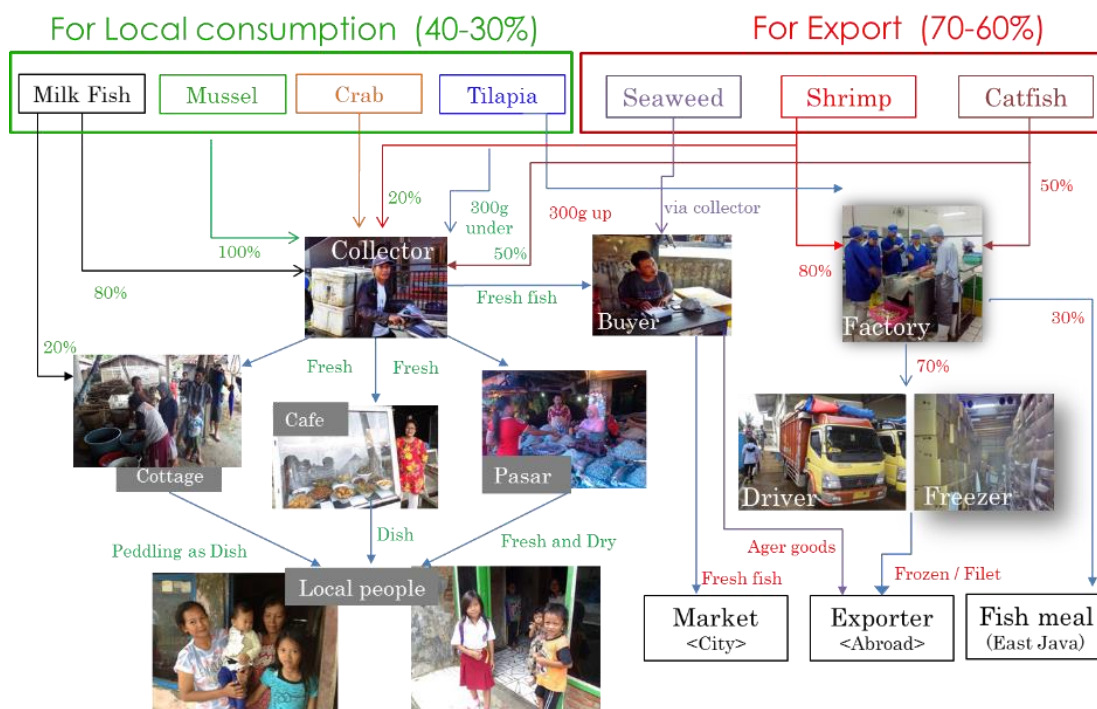 For Local consumption (40-30%)
For Export (70-60%)
Milk Fish
Mussel
Crab
Tilapia
Seaweed
Shrimp
Catfish
20%
300g
under
300g up
via collector
50%
100%
Collector
50%
80%
80%
Fresh fish
Buyer
Factory
30%
20%
Fresh
Fresh
70%
Cafe
Cottage
Pasar
Driver
Freezer
Peddling as Dish
Dish
Fresh and Dry
Ager goods
Local people
Fresh fish
Frozen / Filet
Market
<City>
Exporter
<Abroad>
Fish meal
(East Java)